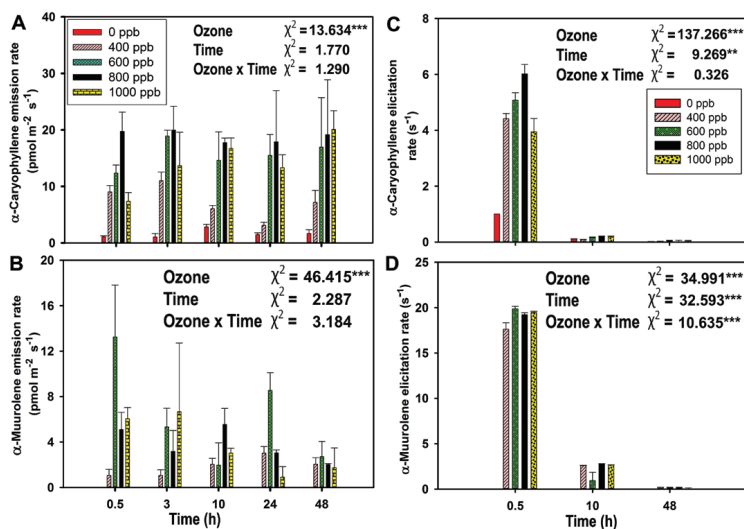 A
40
30
20
10
0
α-Caryophyllene emission rate
(pmol m⁻² s⁻¹)
0 ppb
400 ppb
600 ppb
800 ppb
1000 ppb
Ozone χ² = 13.634***
Time χ² = 1.770
Ozone x Time χ² = 1.290
C
8
6
4
2
0
α-Caryophyllene elicitation
rate (s⁻¹)
Ozone χ² = 137.266***
Time χ² = 9.269**
Ozone x Time χ² = 0.326
0 ppb
400 ppb
600 ppb
800 ppb
1000 ppb
B
20
16
12
8
4
0
α-Muurolene emission rate
(pmol m⁻² s⁻¹)
Ozone χ² = 46.415***
Time χ² = 2.287
Ozone x Time χ² = 3.184
0.5 3 10 24 48
Time (h)
D
25
20
15
10
5
0
α-Muurolene elicitation rate (s⁻¹)
Ozone χ² = 34.991***
Time χ² = 32.593***
Ozone x Time χ² = 10.635***
0.5 10 48
Time (h)